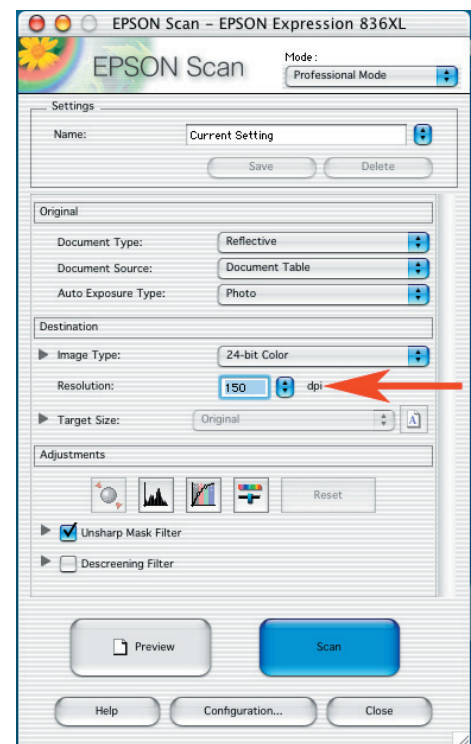 EPSON Scan – EPSON Expression 836XL
EPSON Scan
Mode:
Professional Mode
Settings
Name: Current Setting
Save Delete
Original
Document Type: Reflective
Document Source: Document Table
Auto Exposure Type: Photo
Destination
Image Type: 24-bit Color
Resolution: 150 dpi
Target Size: Original A
Adjustments
Reset
Unsharp Mask Filter
Descreening Filter
Preview Scan
Help Configuration... Close